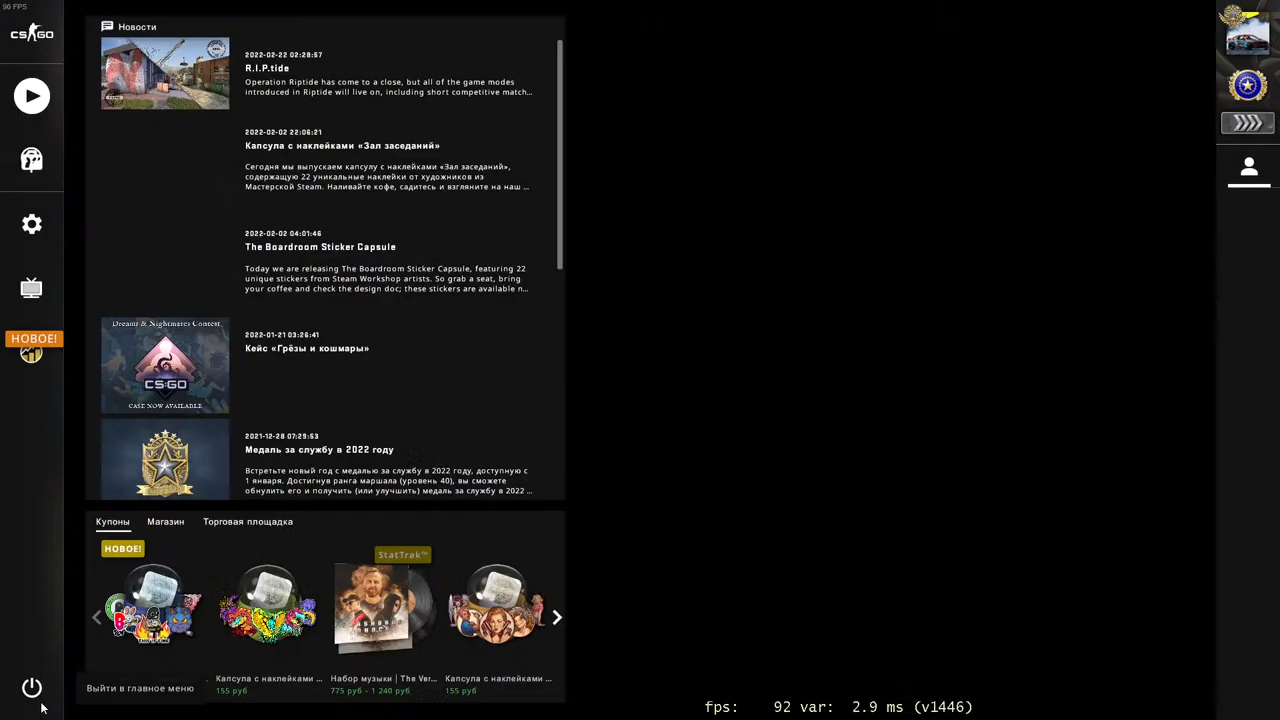 90 FPS
CS:GO
Новости
2022-02-22 02:28:57
R.I.P.tide
Operation Riptide has come to a close, but all of the game modes
introduced in Riptide will live on, including short competitive match…
2022-02-02 22:06:21
Капсула с наклейками «Зал заседаний»
Сегодня мы выпускаем капсулу с наклейками «Зал заседаний»,
содержащую 22 уникальные наклейки от художников из
Мастерской Steam. Наливайте кофе, садитесь и взгляните на наш …
2022-02-02 04:01:46
The Boardroom Sticker Capsule
Today we are releasing The Boardroom Sticker Capsule, featuring 22
unique stickers from Steam Workshop artists. So grab a seat, bring
your coffee and check the design doc; these stickers are available n…
НОВОЕ!
Dreams & Nightmares Contest
CS:GO
CASE NOW AVAILABLE
2022-01-21 03:26:41
Кейс «Грёзы и кошмары»
2021-12-28 07:29:53
Медаль за службу в 2022 году
Встретьте новый год с медалью за службу в 2022 году, доступную с
1 января. Достигнув ранга маршала (уровень 40), вы сможете
обнулить его и получить (или улучшить) медаль за службу в 2022 …
Купоны Магазин Торговая площадка
НОВОЕ!
StatTrak™
Капсула с наклейками …
155 руб
Набор музыки | The Ver…
775 руб - 1 240 руб
Капсула с наклейками …
155 руб
Выйти в главное меню
fps: 92 var: 2.9 ms (v1446)